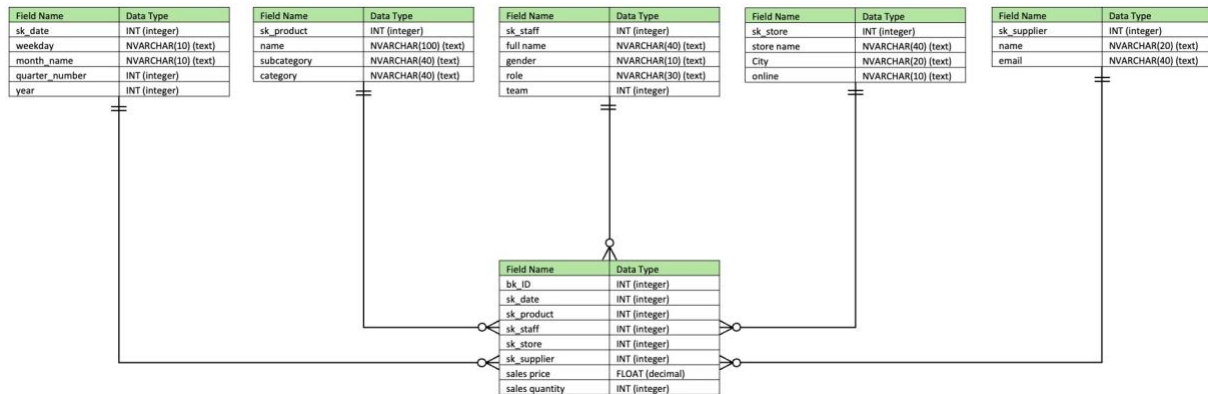 Field Name Data Type
sk_date INT (integer)
weekday NVARCHAR(10) (text)
month_name NVARCHAR(10) (text)
quarter_number INT (integer)
year INT (integer)
Field Name Data Type
sk_product INT (integer)
name NVARCHAR(100) (text)
subcategory NVARCHAR(40) (text)
category NVARCHAR(40) (text)
Field Name Data Type
sk_staff INT (integer)
full name NVARCHAR(40) (text)
gender NVARCHAR(10) (text)
role NVARCHAR(30) (text)
team INT (integer)
Field Name Data Type
sk_store INT (integer)
store name NVARCHAR(40) (text)
City NVARCHAR(20) (text)
online NVARCHAR(10) (text)
Field Name Data Type
sk_supplier INT (integer)
name NVARCHAR(20) (text)
email NVARCHAR(40) (text)
Field Name Data Type
bk_ID INT (integer)
sk_date INT (integer)
sk_product INT (integer)
sk_staff INT (integer)
sk_store INT (integer)
sk_supplier INT (integer)
sales price FLOAT (decimal)
sales quantity INT (integer)